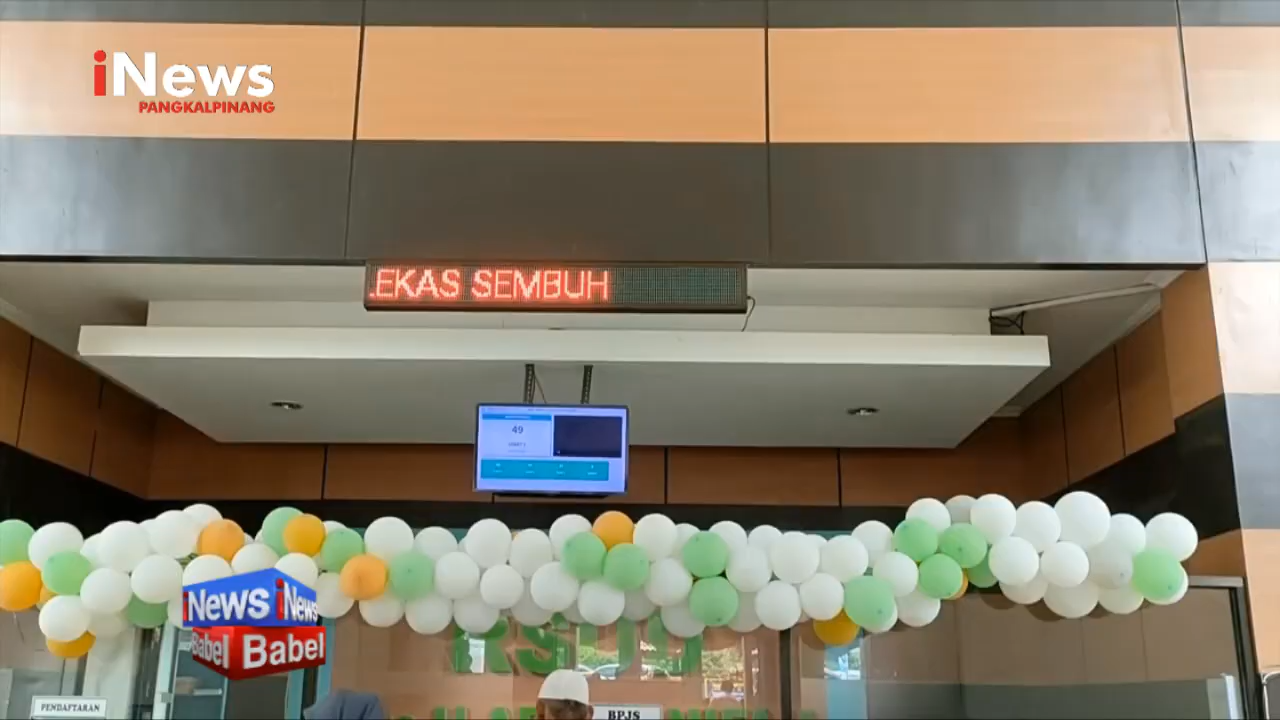 iNews
PANGKALPINANG
.EKAS SEMBUH
49
iNews iNews
Babel Babel
RSUD
PENDAFTARAN
BPJS